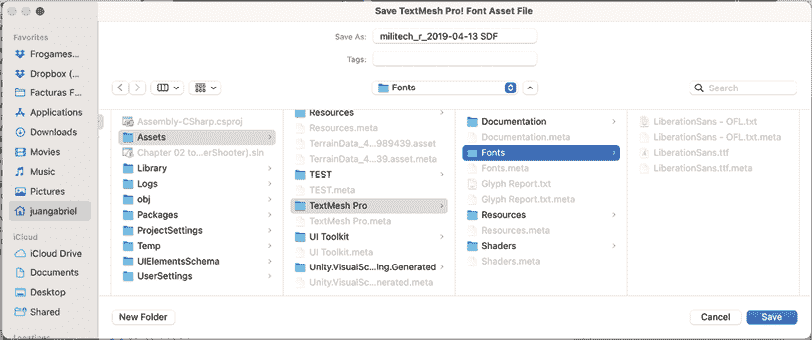 Save TextMesh Pro! Font Asset File
Save As: militech_r_2019-04-13 SDF
Tags:
Fonts
Search
Favorites
Frogames...
Dropbox (...
Facturas F...
Applications
Downloads
Movies
Music
Pictures
juangabriel
iCloud
iCloud Drive
Documents
Desktop
Shared
Locations
Assembly-CSharp.csproj
Assets
Chapter 02 to...erShooter).sln
Library
Logs
obj
Packages
ProjectSettings
Temp
UIElementsSchema
UserSettings
Resources
Resources.meta
TerrainData_4...989439.asset
TerrainData_4...39.asset.meta
TEST
TEST.meta
TextMesh Pro
TextMesh Pro.meta
UI Toolkit
UI Toolkit.meta
Unity.VisualSc...ing.Generated
Unity.VisualSc...nerated.meta
Documentation
Documentation.meta
Fonts
Fonts.meta
Glyph Report.txt
Glyph Report.txt.meta
Resources
Resources.meta
Shaders
Shaders.meta
LiberationSans - OFL.txt
LiberationSans - OFL.txt.meta
LiberationSans.ttf
LiberationSans.ttf.meta
New Folder
Cancel
Save